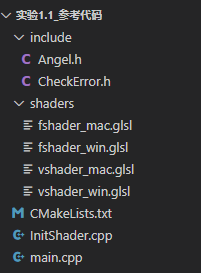 实验1.1_参考代码
include
C Angel.h
C CheckError.h
shaders
fshader_mac.glsl
fshader_win.glsl
vshader_mac.glsl
vshader_win.glsl
M CMakeLists.txt
C++ InitShader.cpp
C++ main.cpp